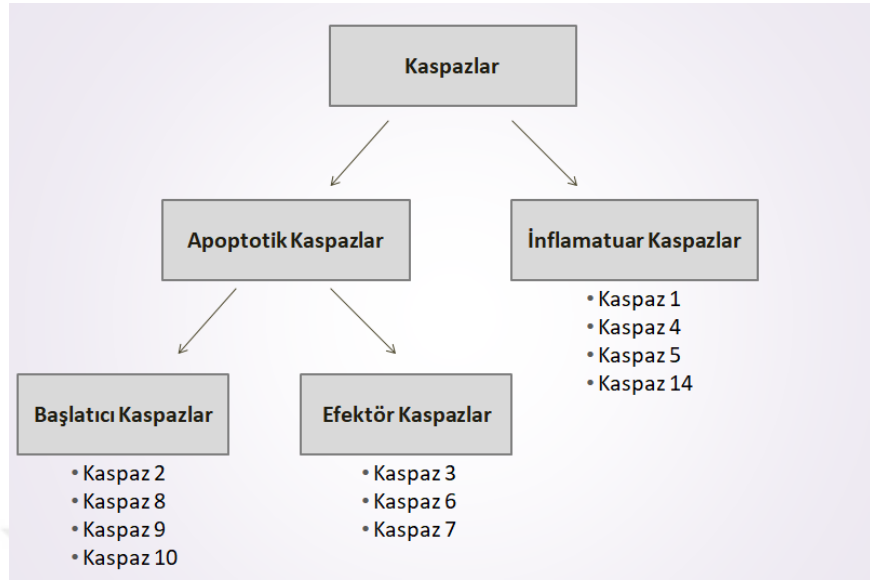 Kaspazlar
Apoptotik Kaspazlar
İnflamatuar Kaspazlar
• Kaspaz 1
• Kaspaz 4
• Kaspaz 5
• Kaspaz 14
Başlatıcı Kaspazlar
• Kaspaz 2
• Kaspaz 8
• Kaspaz 9
• Kaspaz 10
Efektör Kaspazlar
• Kaspaz 3
• Kaspaz 6
• Kaspaz 7